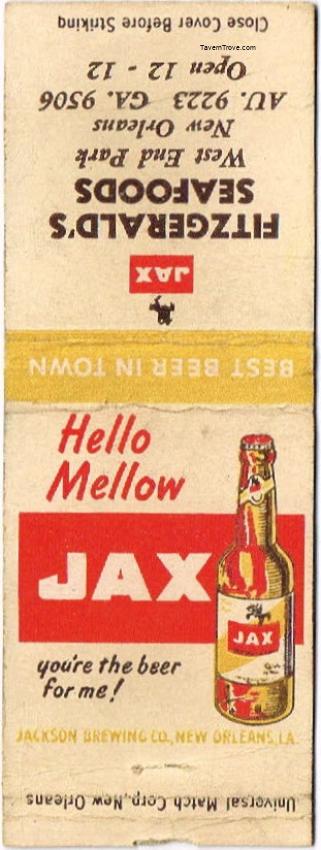 TavernTrove.com
Close Cover Before Striking
Open 12 - 12
AU. 9223 GA. 9506
New Orleans
West End Park
SEAFOODS
FITZGERALD'S
JAX
BEST BEER IN TOWN
Hello
Mellow
JAX
JAX
you're the beer
for me!
JACKSON BREWING CO., NEW ORLEANS, LA.
Universal Match Corp., New Orleans